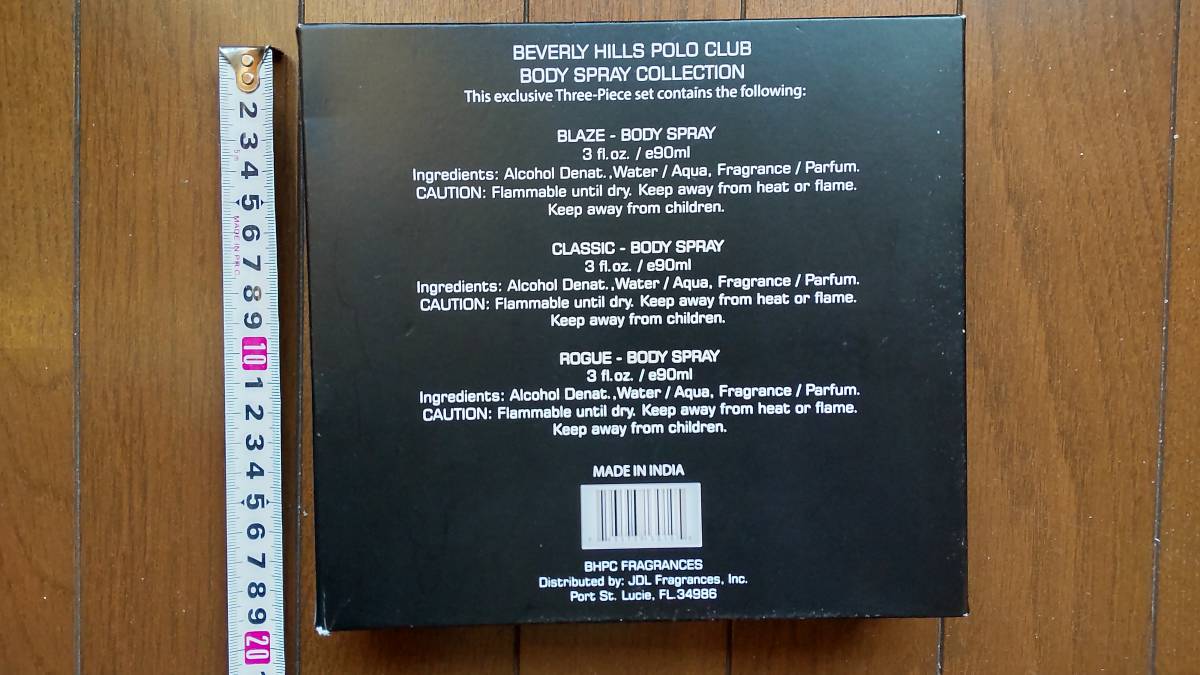 BEVERLY HILLS POLO CLUB
BODY SPRAY COLLECTION
This exclusive Three-Piece set contains the following:
BLAZE - BODY SPRAY
3 fl.oz. / e90ml
Ingredients: Alcohol Denat.,Water / Aqua, Fragrance / Parfum.
CAUTION: Flammable until dry. Keep away from heat or flame.
Keep away from children.
CLASSIC - BODY SPRAY
3 fl.oz. / e90ml
Ingredients: Alcohol Denat.,Water / Aqua, Fragrance / Parfum.
CAUTION: Flammable until dry. Keep away from heat or flame.
Keep away from children.
ROGUE - BODY SPRAY
3 fl.oz. / e90ml
Ingredients: Alcohol Denat.,Water / Aqua, Fragrance / Parfum.
CAUTION: Flammable until dry. Keep away from heat or flame.
Keep away from children.
MADE IN INDIA
BHPC FRAGRANCES
Distributed by: JDL Fragrances, Inc.
Port St. Lucie, FL.34986
2 3 4 5 6 7 8 9 10 1 2 3 4 5 6 7 8 9 20
MADE IN P.R.C.